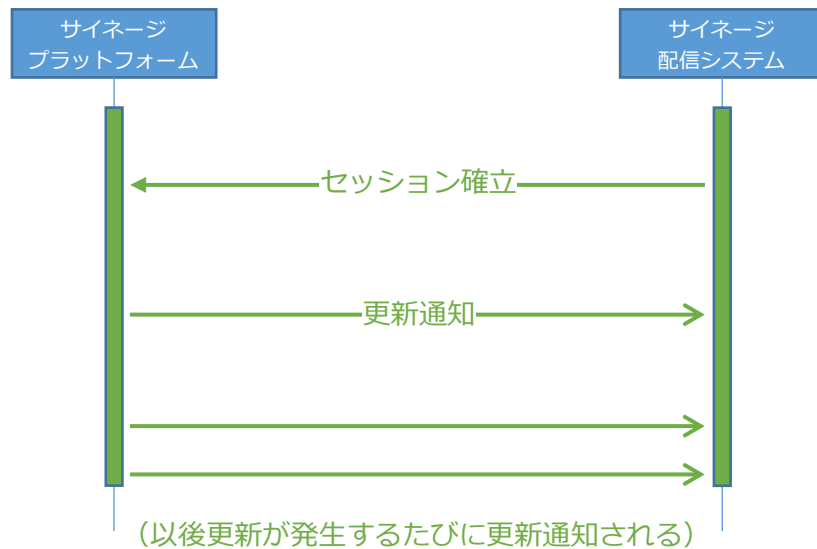 サイネージ
プラットフォーム
サイネージ
配信システム
セッション確立
更新通知
（以後更新が発生するたびに更新通知される）